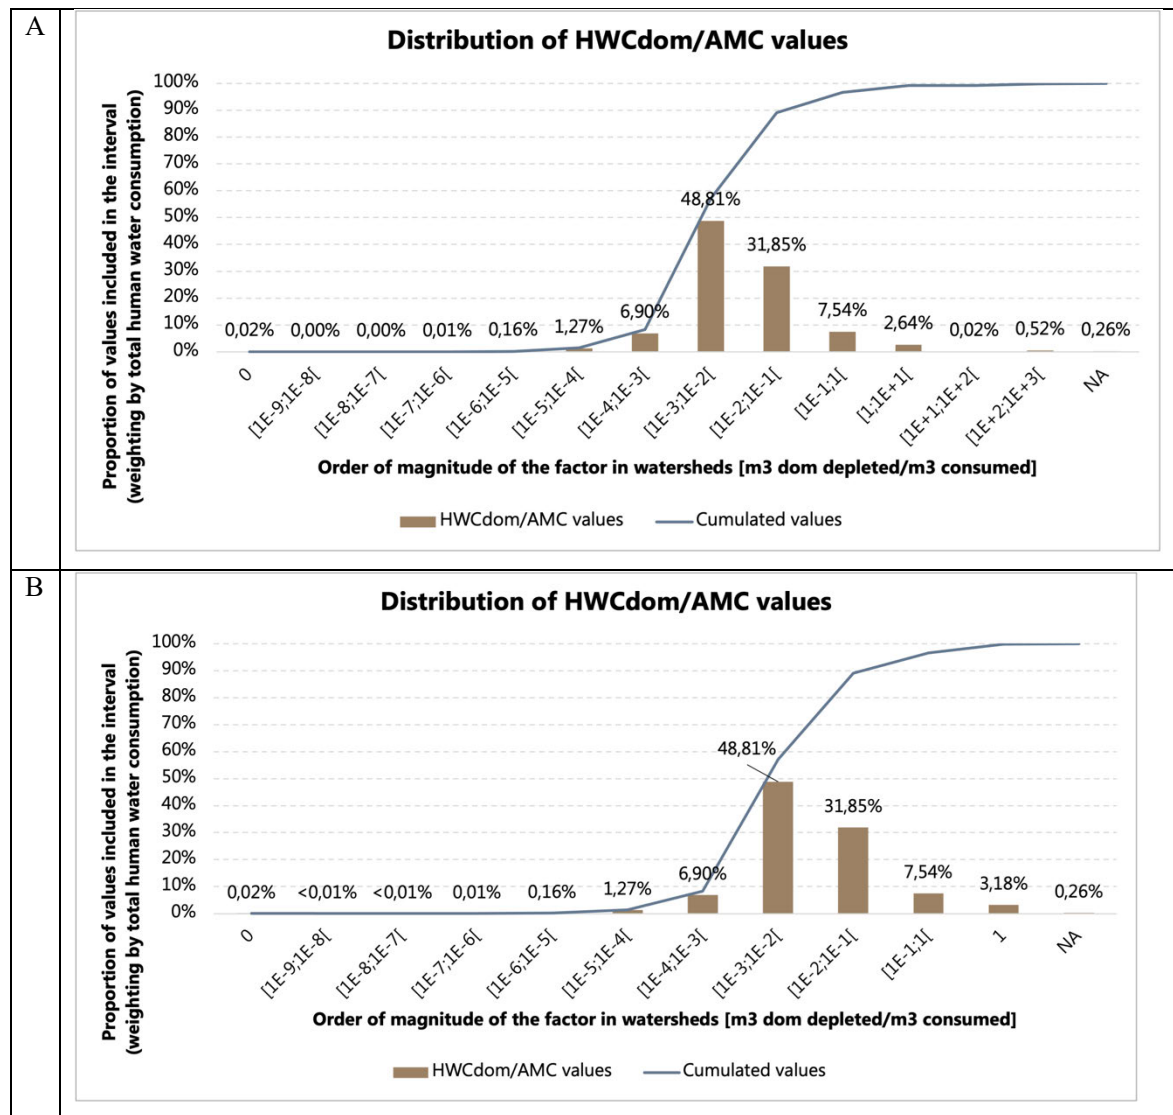 A
Distribution of HWCdom/AMC values
Proportion of values included in the interval
(weighting by total human water consumption)
100%
90%
80%
70%
60%
50%
40%
30%
20%
10%
0%
0,02%
0,00%
0,00%
0,01%
0,16%
1,27%
6,90%
48,81%
31,85%
7,54%
2,64%
0,02%
0,52%
0,26%
0
[1E-9;1E-8[
[1E-8;1E-7[
[1E-7;1E-6[
[1E-6;1E-5[
[1E-5;1E-4[
[1E-4;1E-3[
[1E-3;1E-2[
[1E-2;1E-1[
[1E-1;1[
[1;1E+1[
[1E+1;1E+2[
[1E+2;1E+3[
NA
Order of magnitude of the factor in watersheds [m3 dom depleted/m3 consumed]
HWCdom/AMC values
Cumulated values
B
Distribution of HWCdom/AMC values
Proportion of values included in the interval
(weighting by total human water consumption)
100%
90%
80%
70%
60%
50%
40%
30%
20%
10%
0%
0,02%
<0,01%
<0,01%
0,01%
0,16%
1,27%
6,90%
48,81%
31,85%
7,54%
3,18%
0,26%
0
[1E-9;1E-8[
[1E-8;1E-7[
[1E-7;1E-6[
[1E-6;1E-5[
[1E-5;1E-4[
[1E-4;1E-3[
[1E-3;1E-2[
[1E-2;1E-1[
[1E-1;1[
1
NA
Order of magnitude of the factor in watersheds [m3 dom depleted/m3 consumed]
HWCdom/AMC values
Cumulated values